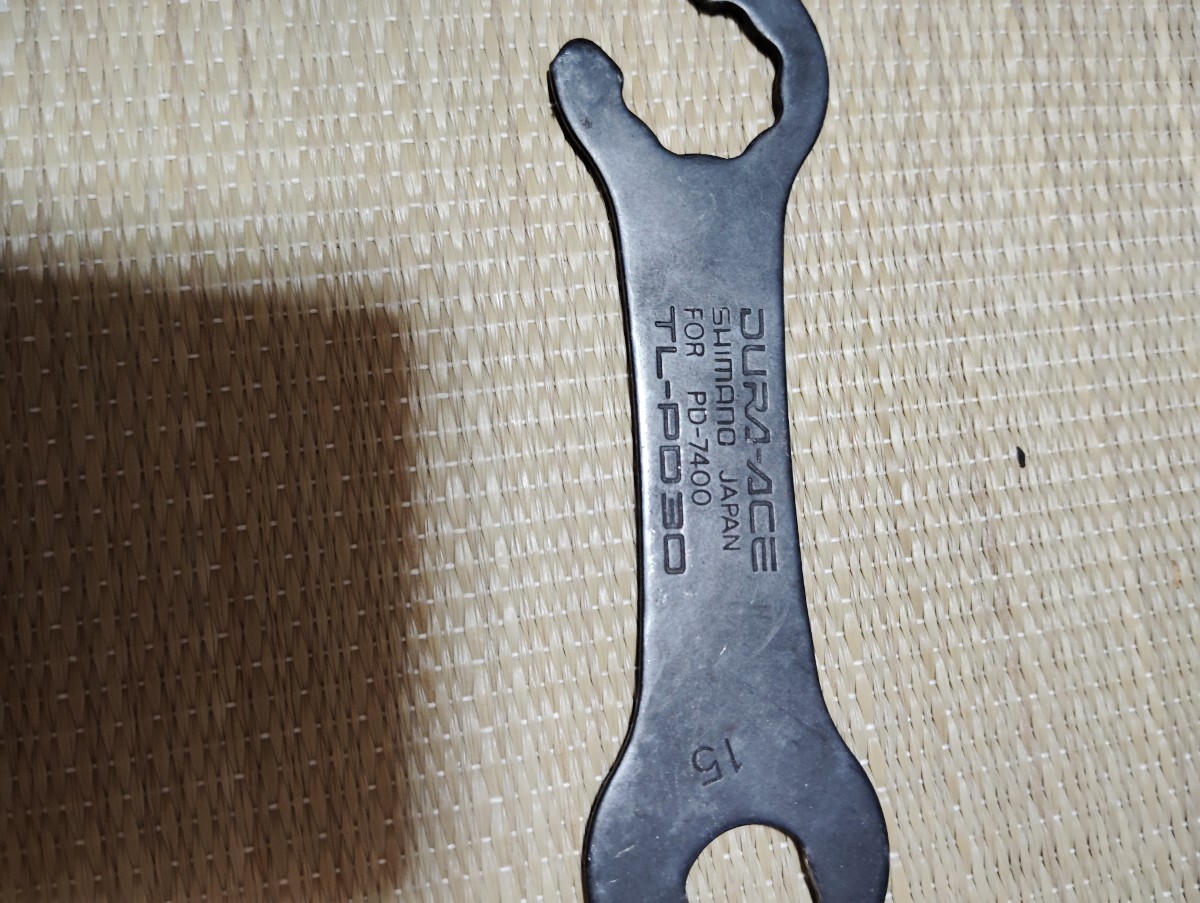 DURA-ACE
SHIMANO JAPAN
FOR PD-7400
TL-PD30
15